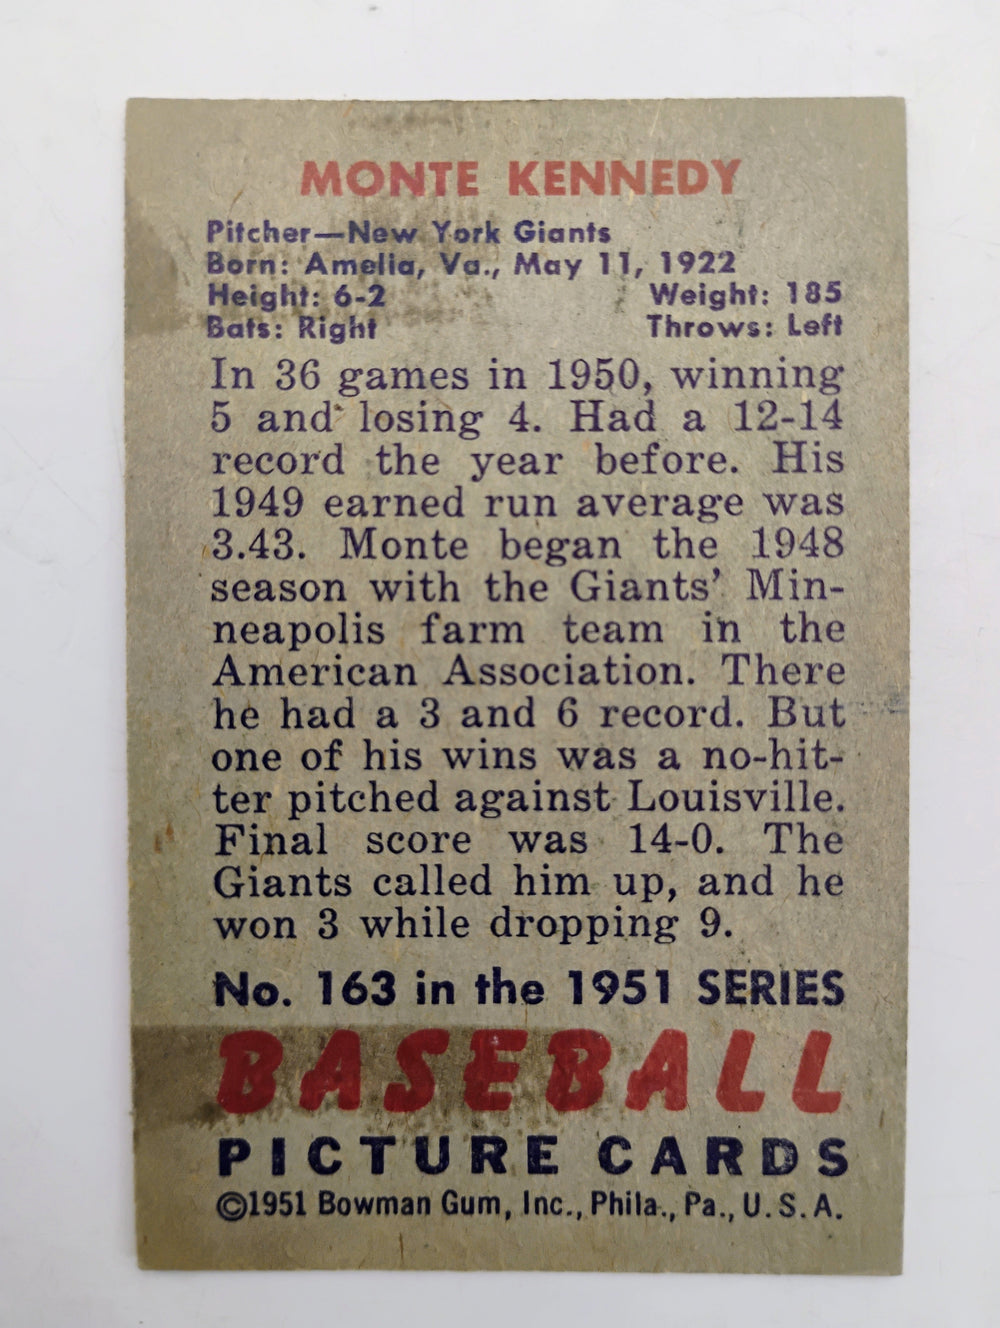 MONTE KENNEDY
Pitcher—New York Giants
Born: Amelia, Va., May 11, 1922
Height: 6-2 Weight: 185
Bats: Right Throws: Left
In 36 games in 1950, winning
5 and losing 4. Had a 12-14
record the year before. His
1949 earned run average was
3.43. Monte began the 1948
season with the Giants’ Min-
neapolis farm team in the
American Association. There
he had a 3 and 6 record. But
one of his wins was a no-hit-
ter pitched against Louisville.
Final score was 14-0. The
Giants called him up, and he
won 3 while dropping 9.
No. 163 in the 1951 SERIES
BASEBALL
PICTURE CARDS
©1951 Bowman Gum, Inc., Phila., Pa., U.S.A.